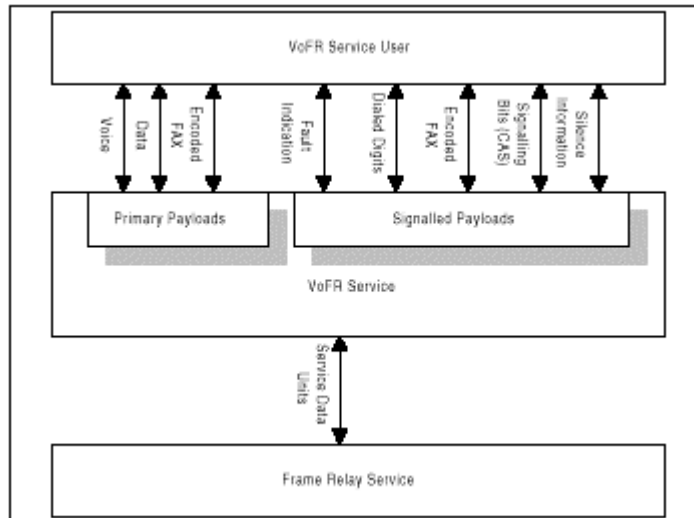 VoFR Service User
Voice
Data
Encoded
FAX
Fault
Indication
Dialed Digits
Encoded
FAX
Signalling
Bits (CAS)
Silence
Information
Primary Payloads
Signalled Payloads
VoFR Service
Service Data
Units
Frame Relay Service